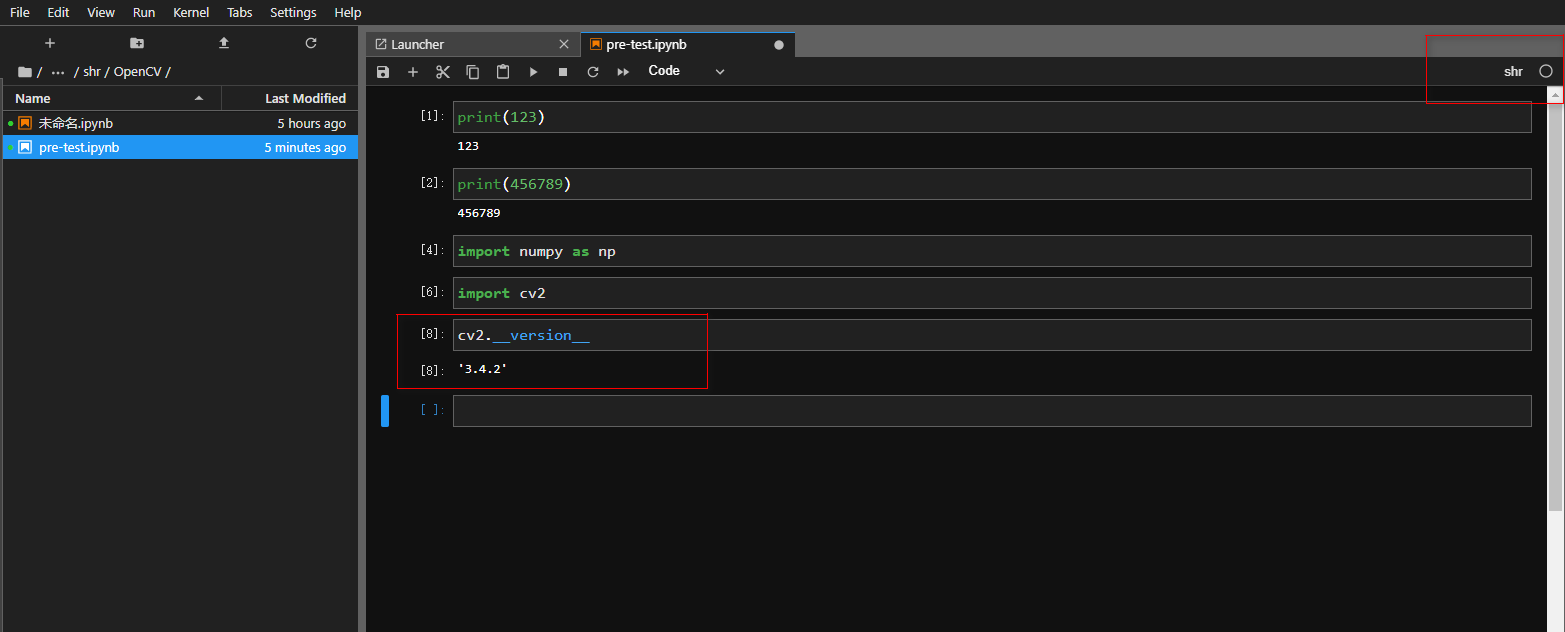 File Edit View Run Kernel Tabs Settings Help
/ ... / shr / OpenCV /
Name Last Modified
未命名.ipynb 5 hours ago
pre-test.ipynb 5 minutes ago
Launcher pre-test.ipynb
Code shr
[1]: print(123)
123
[2]: print(456789)
456789
[4]: import numpy as np
[6]: import cv2
[8]: cv2.__version__
[8]: '3.4.2'
[ ]: